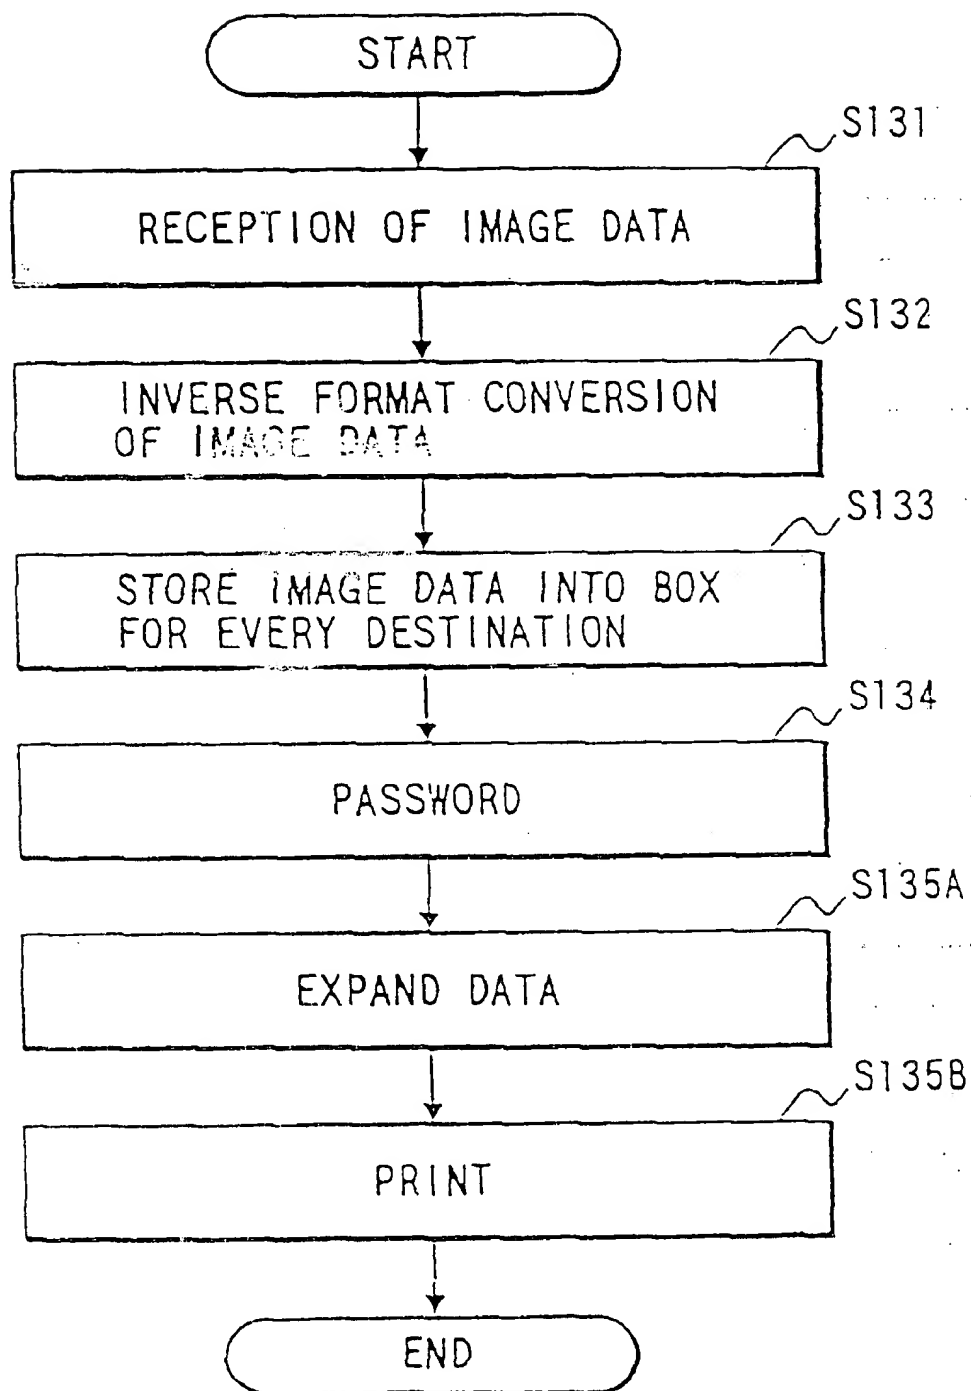 START
S131
RECEPTION OF IMAGE DATA
S132
INVERSE FORMAT CONVERSION
OF IMAGE DATA
S133
STORE IMAGE DATA INTO BOX
FOR EVERY DESTINATION
S134
PASSWORD
S135A
EXPAND DATA
S135B
PRINT
END